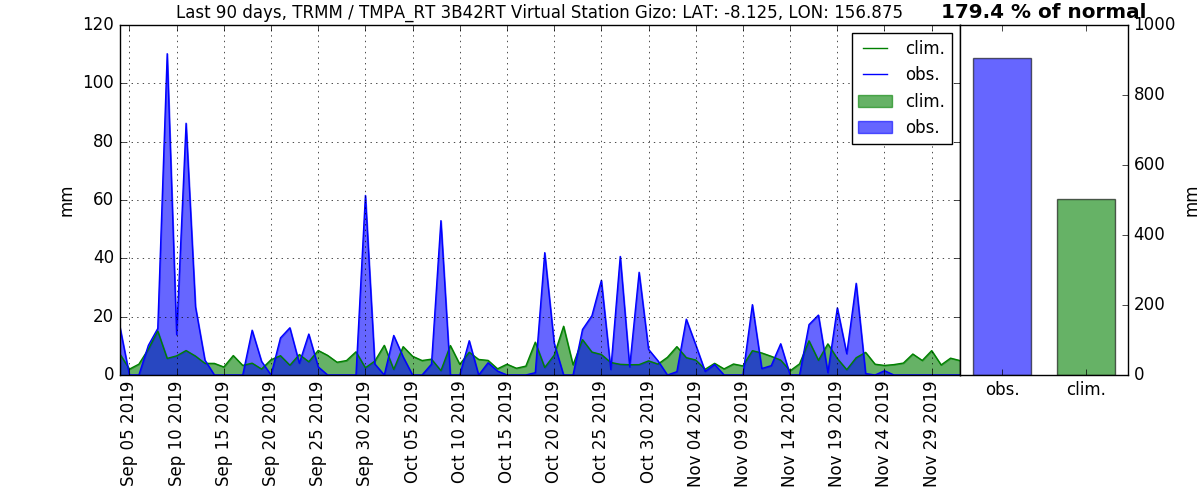 Last 90 days, TRMM / TMPA_RT 3B42RT Virtual Station Gizo: LAT: -8.125, LON: 156.875
179.4 % of normal
120
100
80
60
40
20
0
mm
clim.
obs.
clim.
obs.
Sep 05 2019
Sep 10 2019
Sep 15 2019
Sep 20 2019
Sep 25 2019
Sep 30 2019
Oct 05 2019
Oct 10 2019
Oct 15 2019
Oct 20 2019
Oct 25 2019
Oct 30 2019
Nov 04 2019
Nov 09 2019
Nov 14 2019
Nov 19 2019
Nov 24 2019
Nov 29 2019
1000
800
600
400
200
0
mm
obs.
clim.